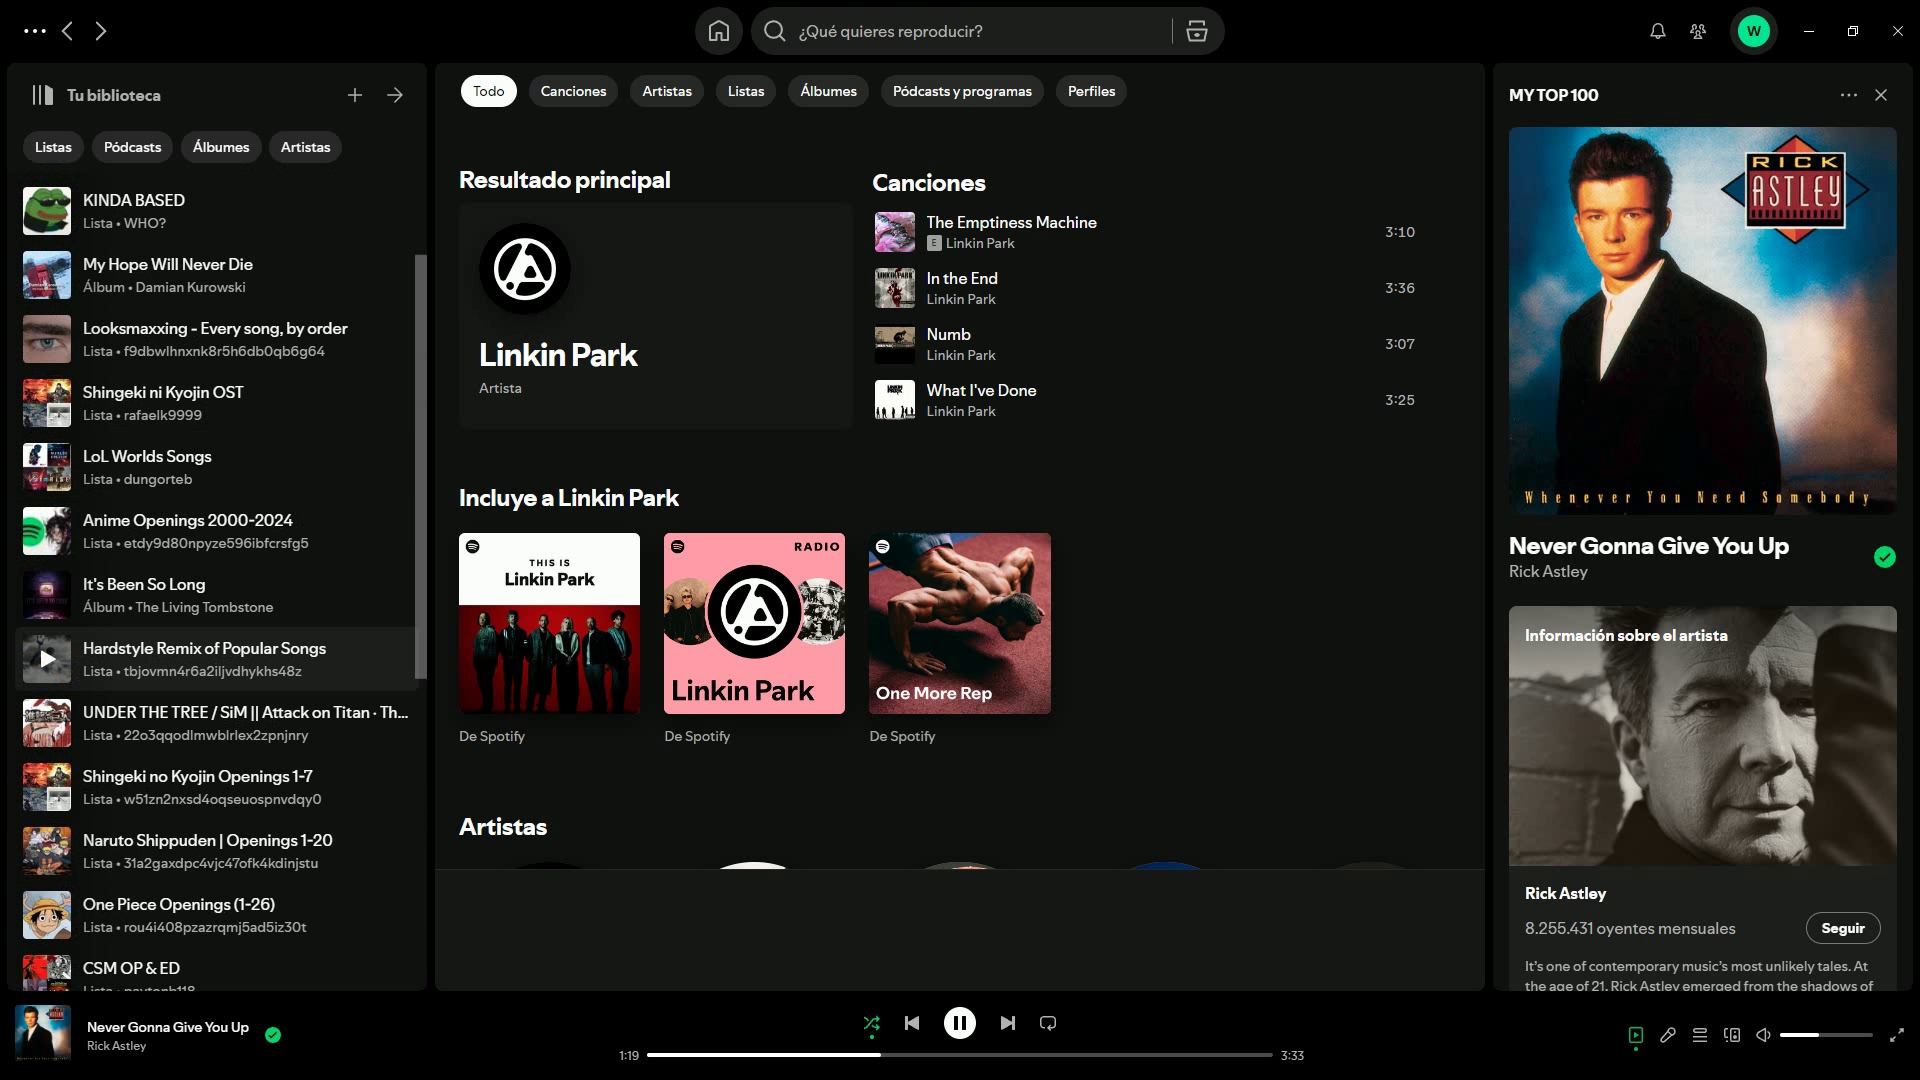 ¿Qué quieres reproducir?
W
Tu biblioteca
Listas
Pódcasts
Álbumes
Artistas
KINDA BASED
Lista • WHO?
My Hope Will Never Die
Álbum • Damian Kurowski
Looksmaxxing - Every song, by order
Lista • f9dbwlhnxnk8r5h6db0qb6g64
Shingeki ni Kyojin OST
Lista • rafaelk9999
LoL Worlds Songs
Lista • dungorteb
Anime Openings 2000-2024
Lista • etdy9d80npyze596ibfcrsfg5
It's Been So Long
Álbum • The Living Tombstone
Hardstyle Remix of Popular Songs
Lista • tbjovmn4r6a2iljvdhykhs48z
UNDER THE TREE / SiM || Attack on Titan · Th...
Lista • 22o3qqodlmwblrlex2zpnjnry
Shingeki no Kyojin Openings 1-7
Lista • w51zn2nxsd4oqseuospnvdqy0
Naruto Shippuden | Openings 1-20
Lista • 31a2gaxdpc4vjc47ofk4kdinjstu
One Piece Openings (1-26)
Lista • rou4i408pzazrqmj5ad5iz30t
CSM OP & ED
Todo
Canciones
Artistas
Listas
Álbumes
Pódcasts y programas
Perfiles
Resultado principal
Linkin Park
Artista
Canciones
The Emptiness Machine
E Linkin Park
3:10
In the End
Linkin Park
3:36
Numb
Linkin Park
3:07
What I've Done
Linkin Park
3:25
Incluye a Linkin Park
THIS IS
Linkin Park
De Spotify
RADIO
Linkin Park
De Spotify
One More Rep
De Spotify
Artistas
MY TOP 100
RICK
ASTLEY
Whenever You Need Somebody
Never Gonna Give You Up
Rick Astley
Información sobre el artista
Rick Astley
8.255.431 oyentes mensuales
Seguir
It's one of contemporary music's most unlikely tales. At
the age of 21, Rick Astley emerged from the shadows of
Never Gonna Give You Up
Rick Astley
1:19
3:33